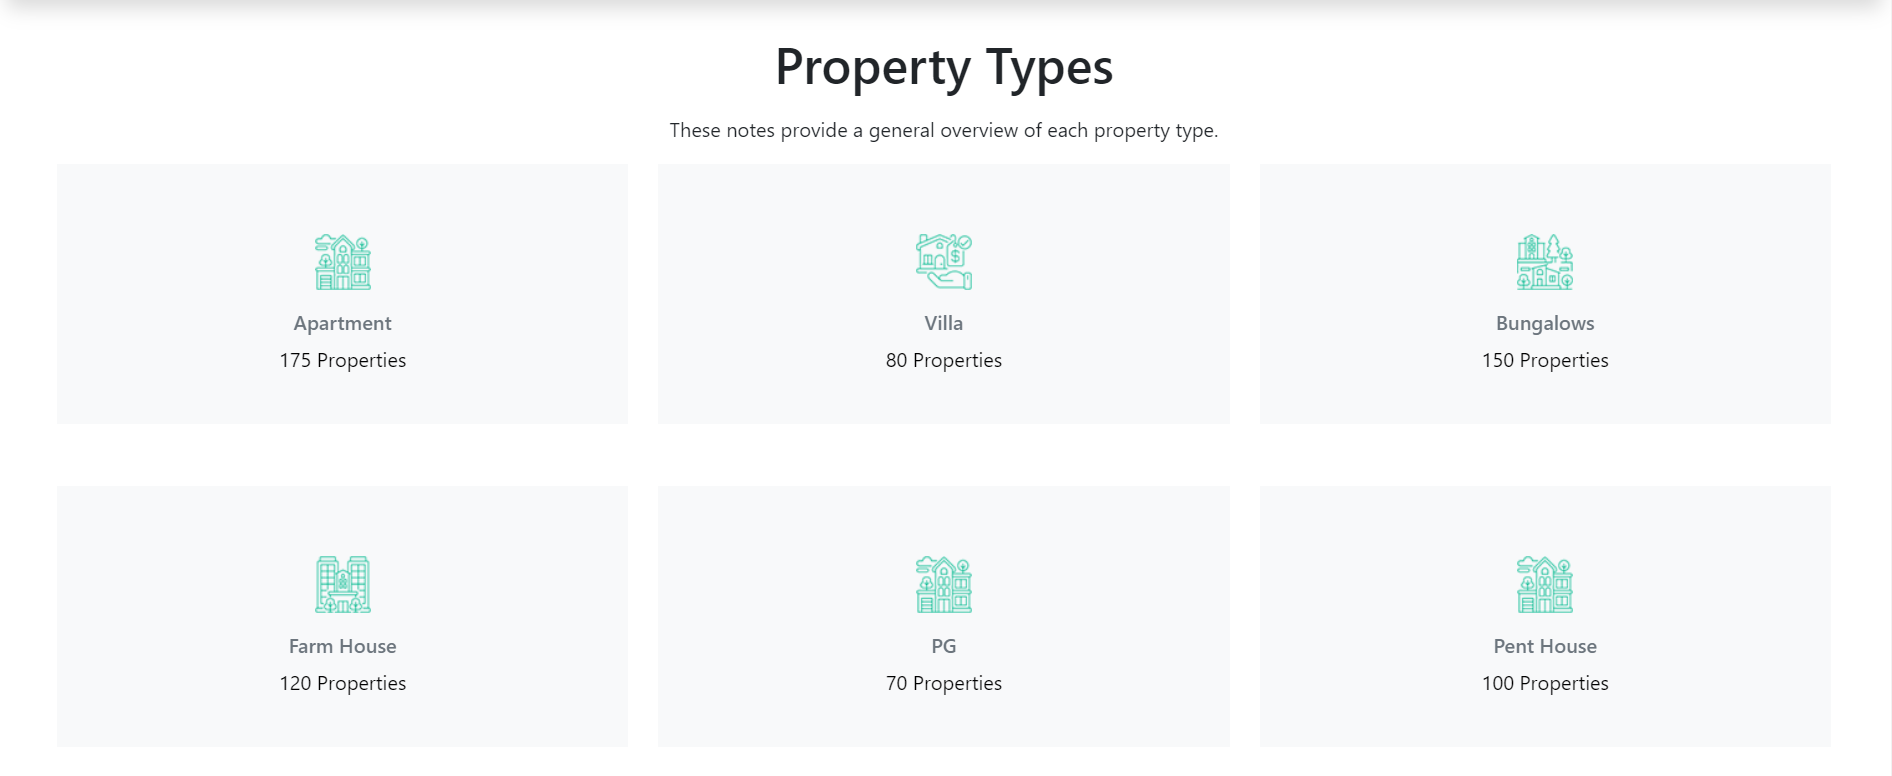 Property Types
These notes provide a general overview of each property type.
Apartment
175 Properties
Villa
80 Properties
Bungalows
150 Properties
Farm House
120 Properties
PG
70 Properties
Pent House
100 Properties